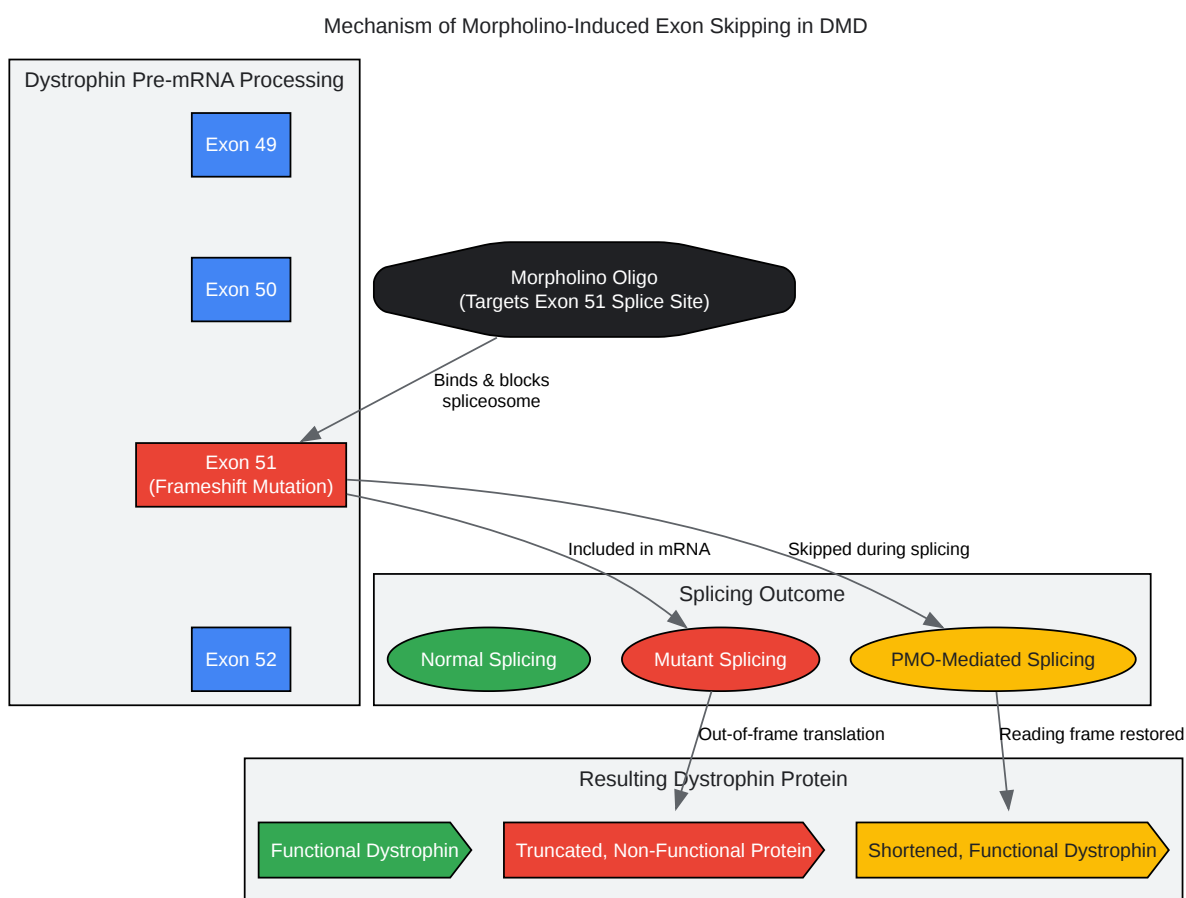 Mechanism of Morpholino-Induced Exon Skipping in DMD
Dystrophin Pre-mRNA Processing
Exon 49
Exon 50
Morpholino Oligo
(Targets Exon 51 Splice Site)
Binds & blocks
spliceosome
Exon 51
(Frameshift Mutation)
Included in mRNA
Skipped during splicing
Splicing Outcome
Exon 52
Normal Splicing
Mutant Splicing
PMO-Mediated Splicing
Out-of-frame translation
Reading frame restored
Resulting Dystrophin Protein
Functional Dystrophin
Truncated, Non-Functional Protein
Shortened, Functional Dystrophin